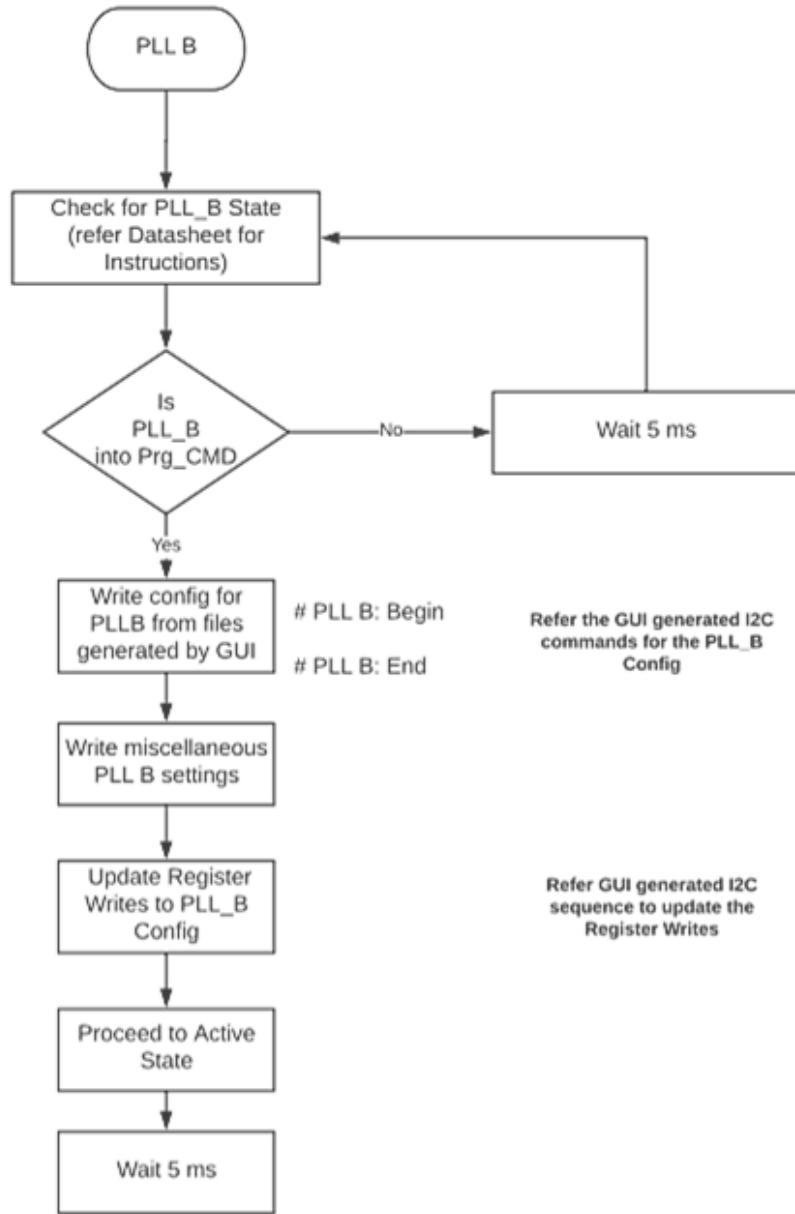 PLL B
Check for PLL_B State
(refer Datasheet for
Instructions)
Is
PLL_B
into Prg_CMD
No
Wait 5 ms
Yes
Write config for
PLLB from files
generated by GUI
# PLL B: Begin
# PLL B: End
Refer the GUI generated I2C
commands for the PLL_B
Config
Write miscellaneous
PLL B settings
Update Register
Writes to PLL_B
Config
Refer GUI generated I2C
sequence to update the
Register Writes
Proceed to Active
State
Wait 5 ms